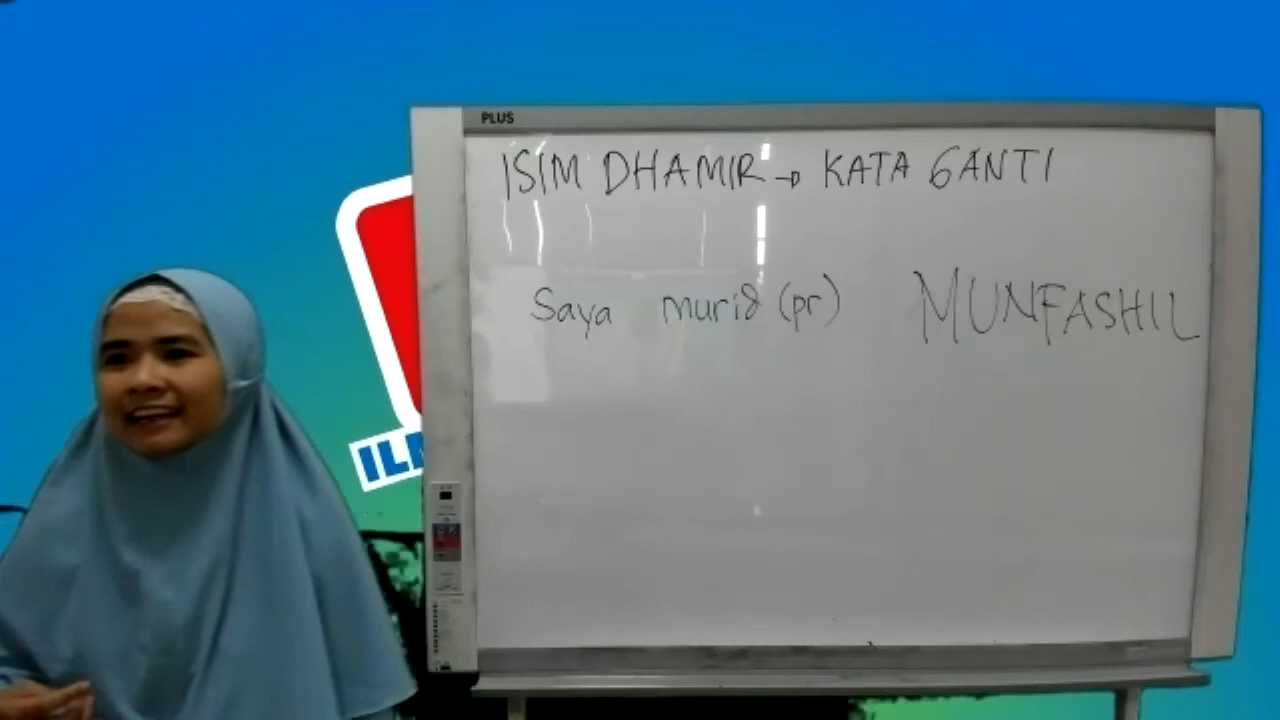 PLUS
ISIM DHAMIR → KATA GANTI
Saya murid (pr) MUNFASHIL